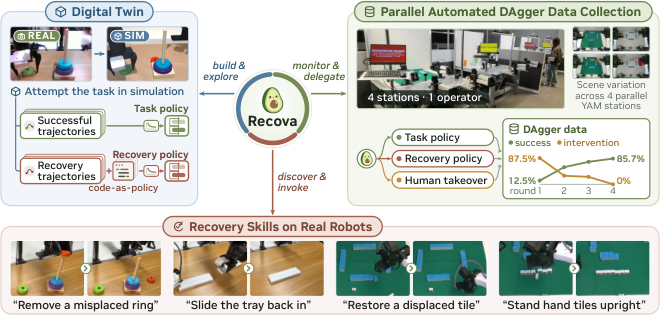 Digital Twin
REAL
SIM
Attempt the task in simulation
Task policy
Successful
trajectories
Recovery policy
Recovery
trajectories
+
code-as-policy
build &
explore
monitor &
delegate
Recova
discover &
invoke
Parallel Automated DAgger Data Collection
4 stations · 1 operator
Scene variation
across 4 parallel
YAM stations
Task policy
Recovery policy
Human takeover
DAgger data
success
intervention
87.5%
85.7%
12.5%
0%
round 1 2 3 4
Recovery Skills on Real Robots
“Remove a misplaced ring”
“Slide the tray back in”
“Restore a displaced tile”
“Stand hand tiles upright”